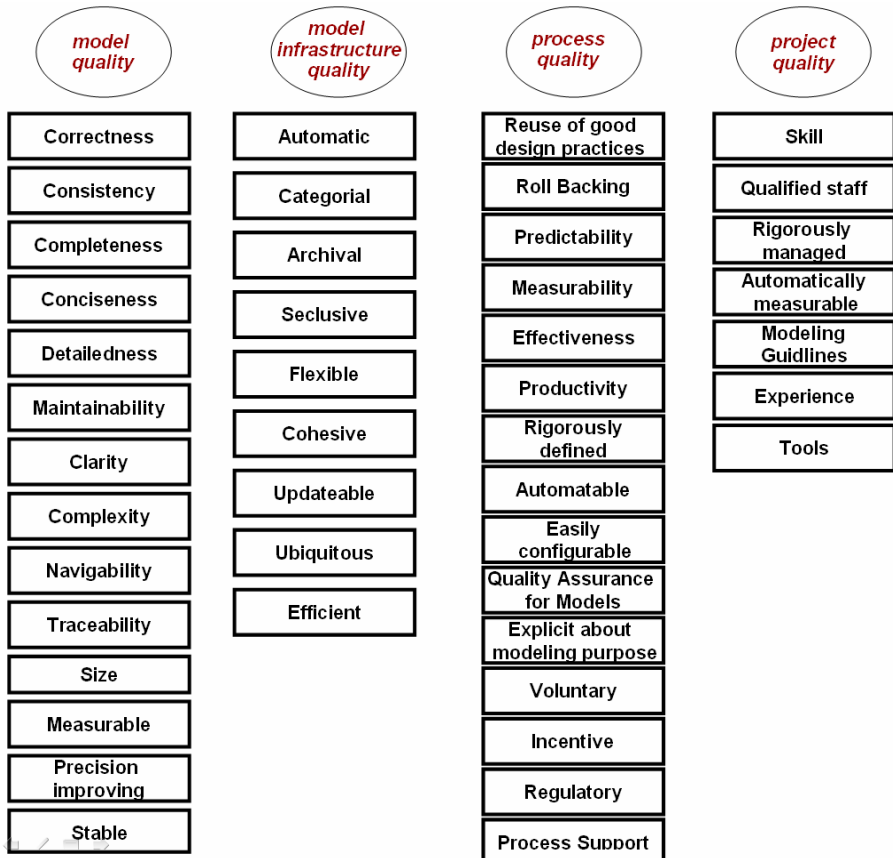 model
quality
model
infrastructure
quality
process
quality
project
quality
Correctness
Consistency
Completeness
Conciseness
Detailedness
Maintainability
Clarity
Complexity
Navigability
Traceability
Size
Measurable
Precision
improving
Stable
Automatic
Categorial
Archival
Seclusive
Flexible
Cohesive
Updateable
Ubiquitous
Efficient
Reuse of good
design practices
Roll Backing
Predictability
Measurability
Effectiveness
Productivity
Rigorously
defined
Automatable
Easily
configurable
Quality Assurance
for Models
Explicit about
modeling purpose
Voluntary
Incentive
Regulatory
Process Support
Skill
Qualified staff
Rigorously
managed
Automatically
measurable
Modeling
Guidlines
Experience
Tools